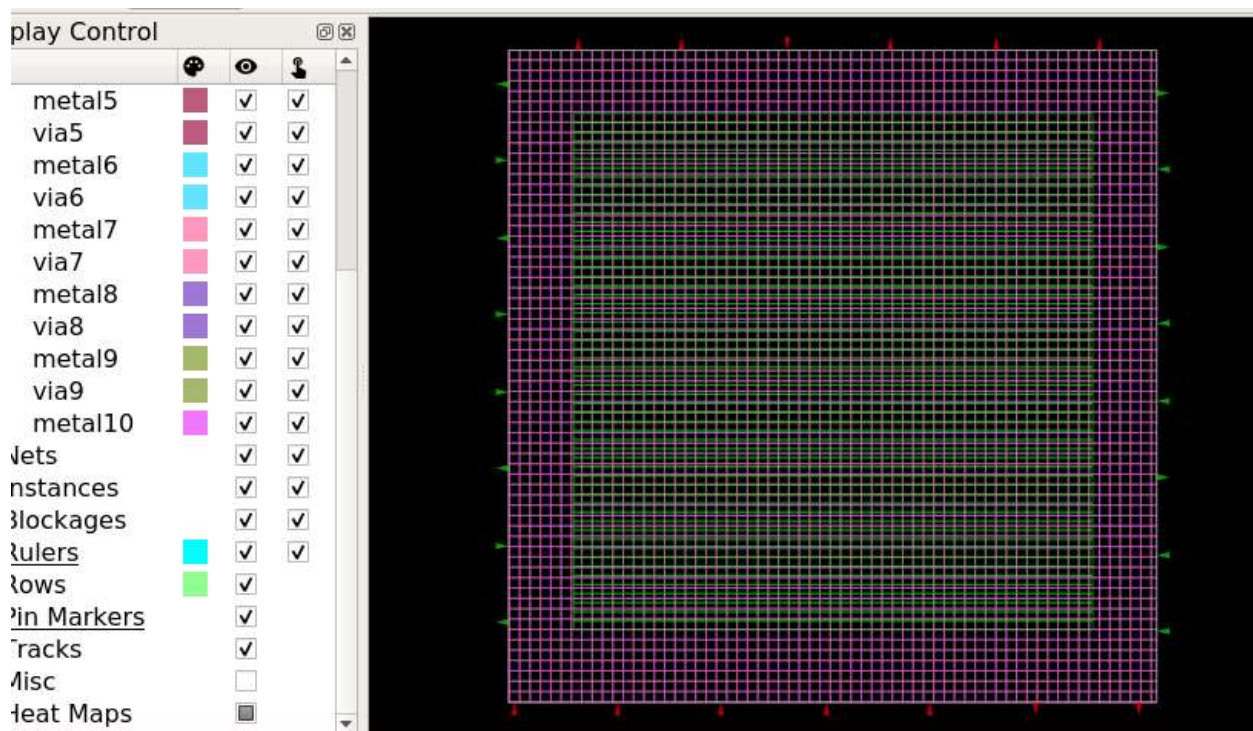 play Control
metal5
via5
metal6
via6
metal7
via7
metal8
via8
metal9
via9
metal10
Nets
nstances
Blockages
Rulers
Rows
Pin Markers
Tracks
Misc
Heat Maps